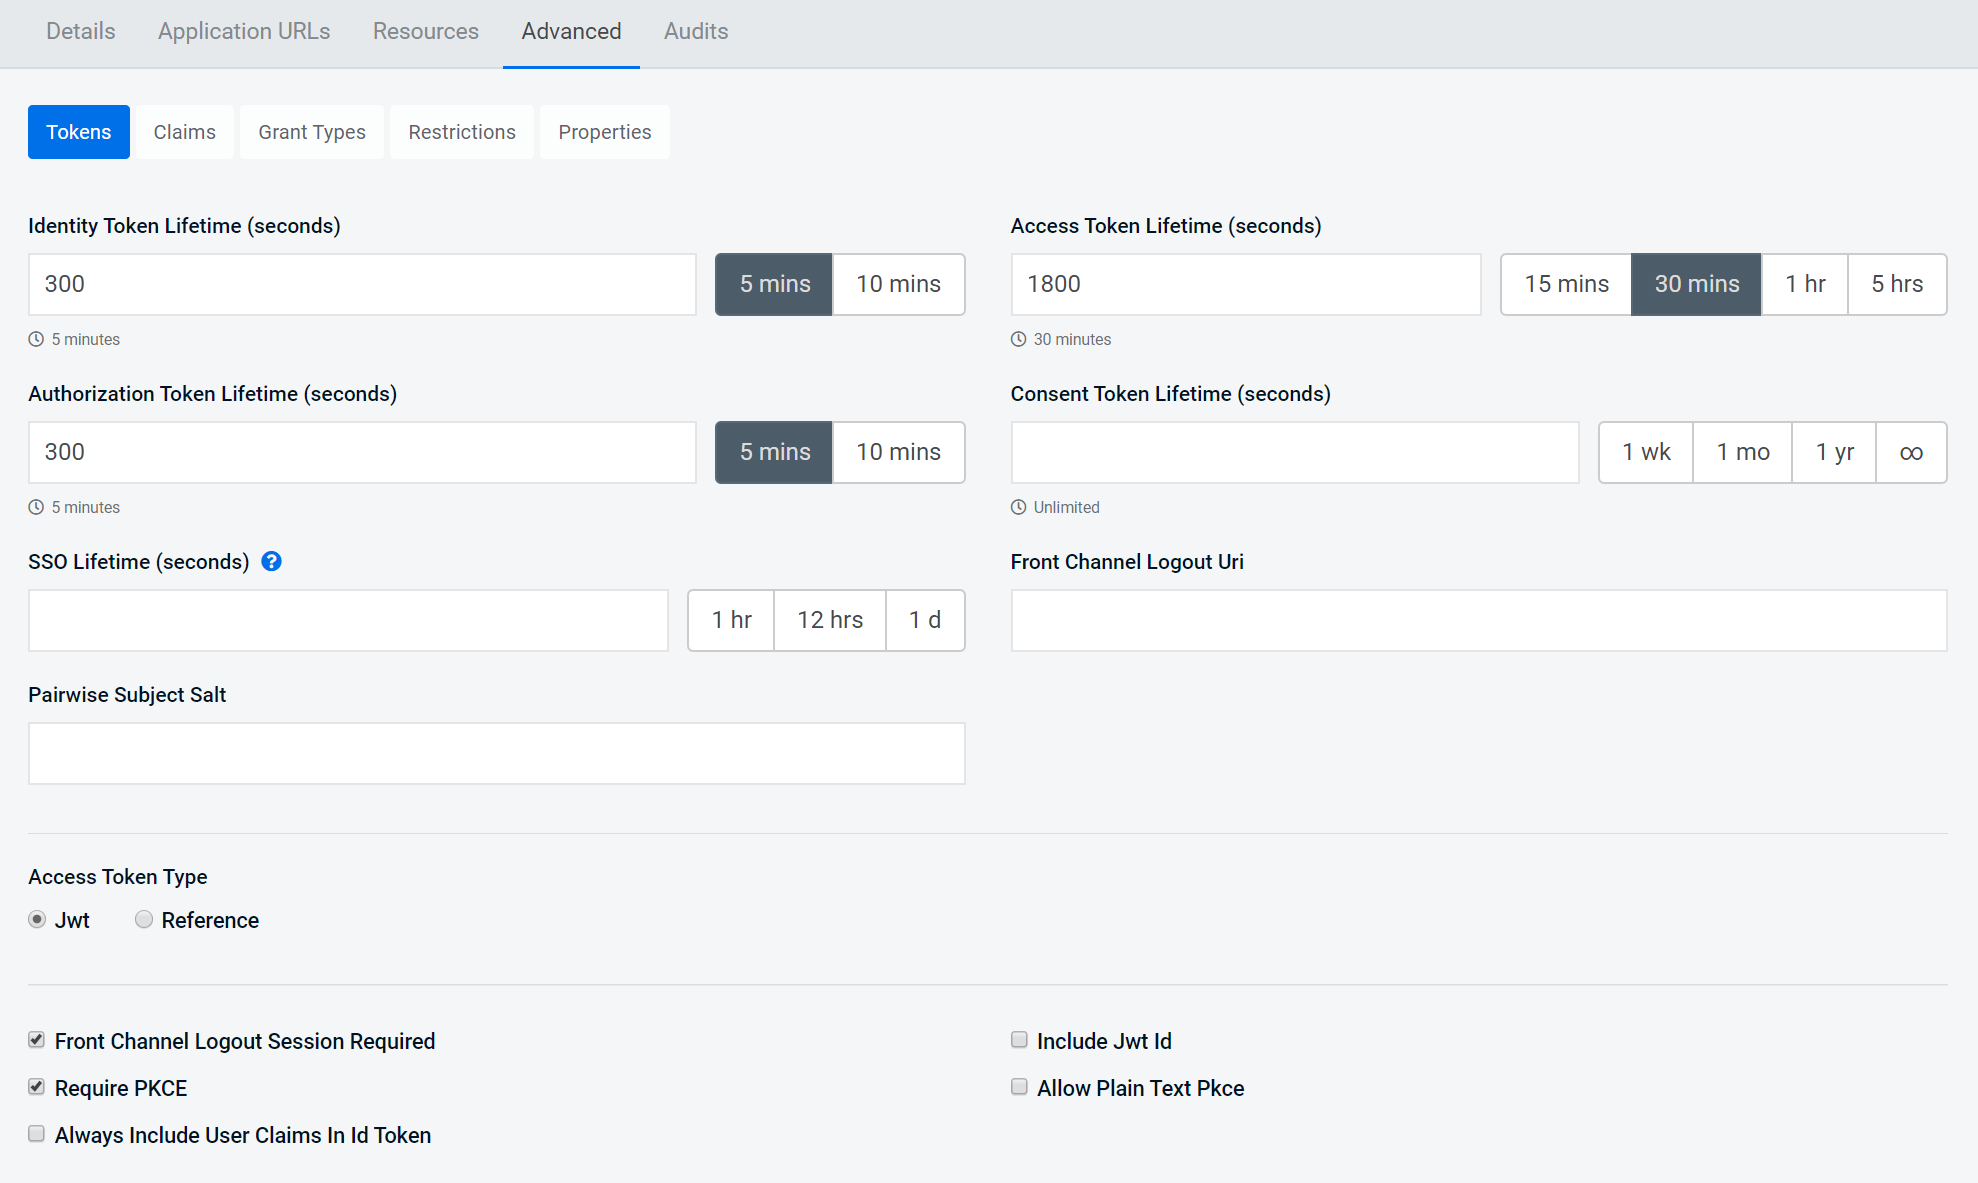 Details Application URLs Resources Advanced Audits
Tokens Claims Grant Types Restrictions Properties
Identity Token Lifetime (seconds)
300 5 mins 10 mins
5 minutes
Access Token Lifetime (seconds)
1800 15 mins 30 mins 1 hr 5 hrs
30 minutes
Authorization Token Lifetime (seconds)
300 5 mins 10 mins
5 minutes
Consent Token Lifetime (seconds)
1 wk 1 mo 1 yr ∞
Unlimited
SSO Lifetime (seconds) ?
1 hr 12 hrs 1 d
Front Channel Logout Uri
Pairwise Subject Salt
Access Token Type
Jwt Reference
Front Channel Logout Session Required
Include Jwt Id
Require PKCE
Allow Plain Text Pkce
Always Include User Claims In Id Token